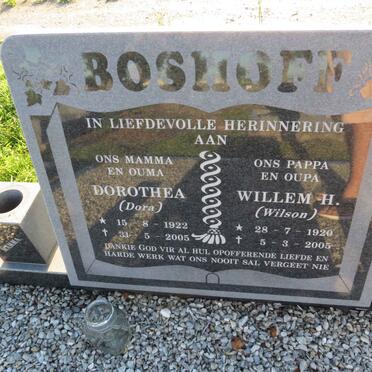 BOSHOFF
IN LIEFDEVOLLE HERINNERING
AAN
ONS MAMMA
EN OUMA
DOROTHEA
(Dora)
★ 15-8-1922
✝ 31-5-2005
ONS PAPPA
EN OUPA
WILLEM H.
(Wilson)
★ 28-7-1920
✝ 5-3-2005
DANKIE GOD VIR AL HUL OPOFFERENDE LIEFDE EN
HARDE WERK WAT ONS NOOIT SAL VERGEET NIE